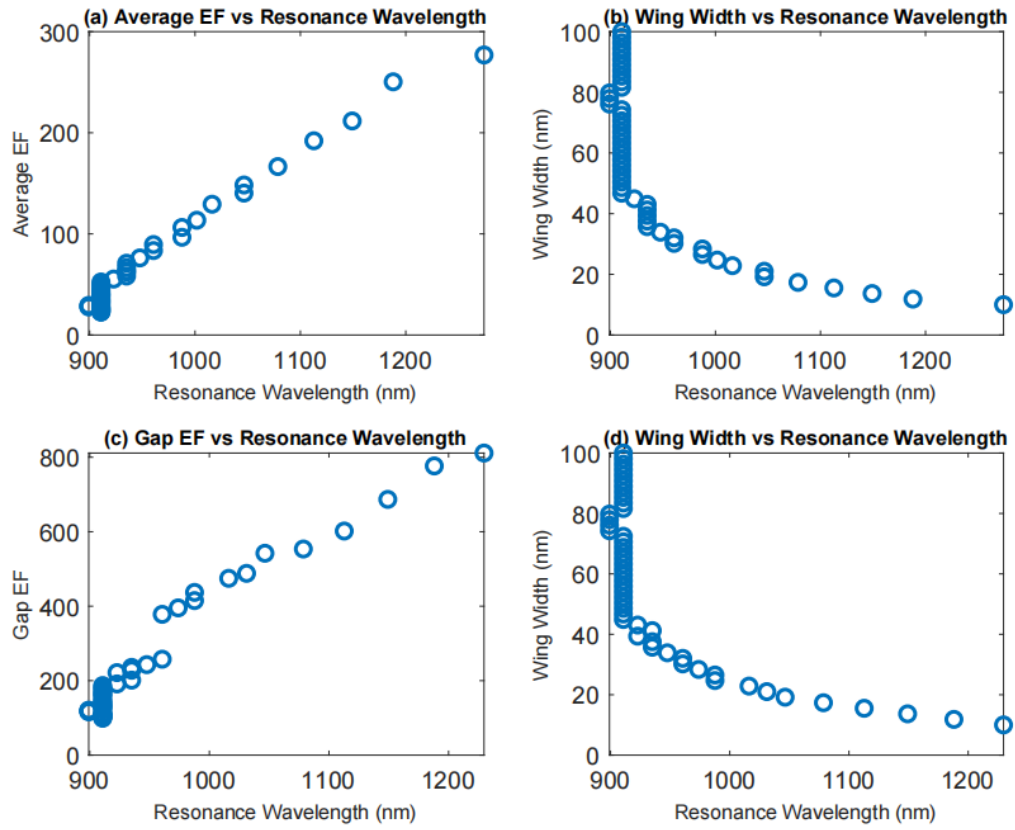 (a) Average EF vs Resonance Wavelength
300
200
100
0
Average EF
900 1000 1100 1200
Resonance Wavelength (nm)
(b) Wing Width vs Resonance Wavelength
100
80
60
40
20
0
Wing Width (nm)
900 1000 1100 1200
Resonance Wavelength (nm)
(c) Gap EF vs Resonance Wavelength
800
600
400
200
0
Gap EF
900 1000 1100 1200
Resonance Wavelength (nm)
(d) Wing Width vs Resonance Wavelength
100
80
60
40
20
0
Wing Width (nm)
900 1000 1100 1200
Resonance Wavelength (nm)